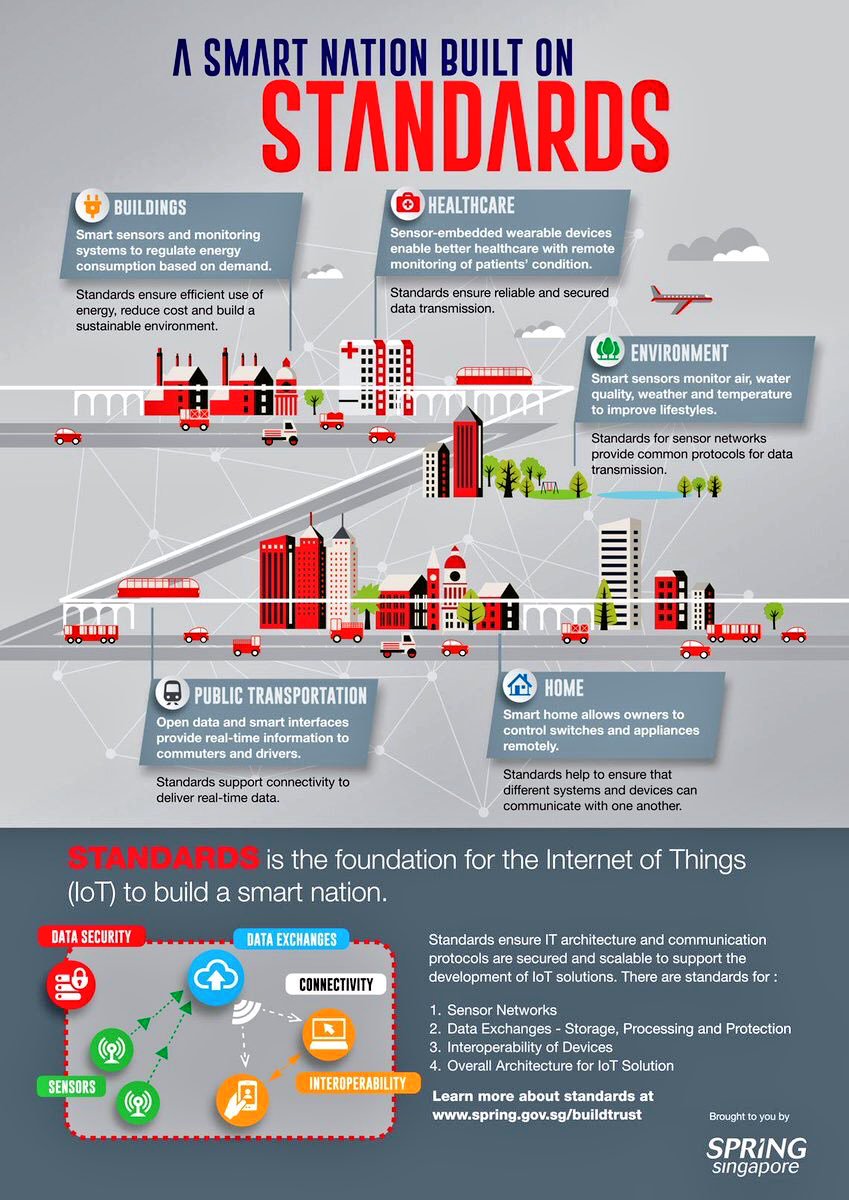 A SMART NATION BUILT ON
STANDARDS
BUILDINGS
Smart sensors and monitoring
systems to regulate energy
consumption based on demand.
Standards ensure efficient use of
energy, reduce cost and build a
sustainable environment.
HEALTHCARE
Sensor-embedded wearable devices
enable better healthcare with remote
monitoring of patients' condition.
Standards ensure reliable and secured
data transmission.
ENVIRONMENT
Smart sensors monitor air, water
quality, weather and temperature
to improve lifestyles.
Standards for sensor networks
provide common protocols for data
transmission.
PUBLIC TRANSPORTATION
Open data and smart interfaces
provide real-time information to
commuters and drivers.
Standards support connectivity to
deliver real-time data.
HOME
Smart home allows owners to
control switches and appliances
remotely.
Standards help to ensure that
different systems and devices can
communicate with one another.
STANDARDS is the foundation for the Internet of Things
(IoT) to build a smart nation.
DATA SECURITY
DATA EXCHANGES
CONNECTIVITY
SENSORS
INTEROPERABILITY
Standards ensure IT architecture and communication
protocols are secured and scalable to support the
development of IoT solutions. There are standards for :
1. Sensor Networks
2. Data Exchanges - Storage, Processing and Protection
3. Interoperability of Devices
4. Overall Architecture for IoT Solution
Learn more about standards at
www.spring.gov.sg/buildtrust
Brought to you by
SPRING
singapore